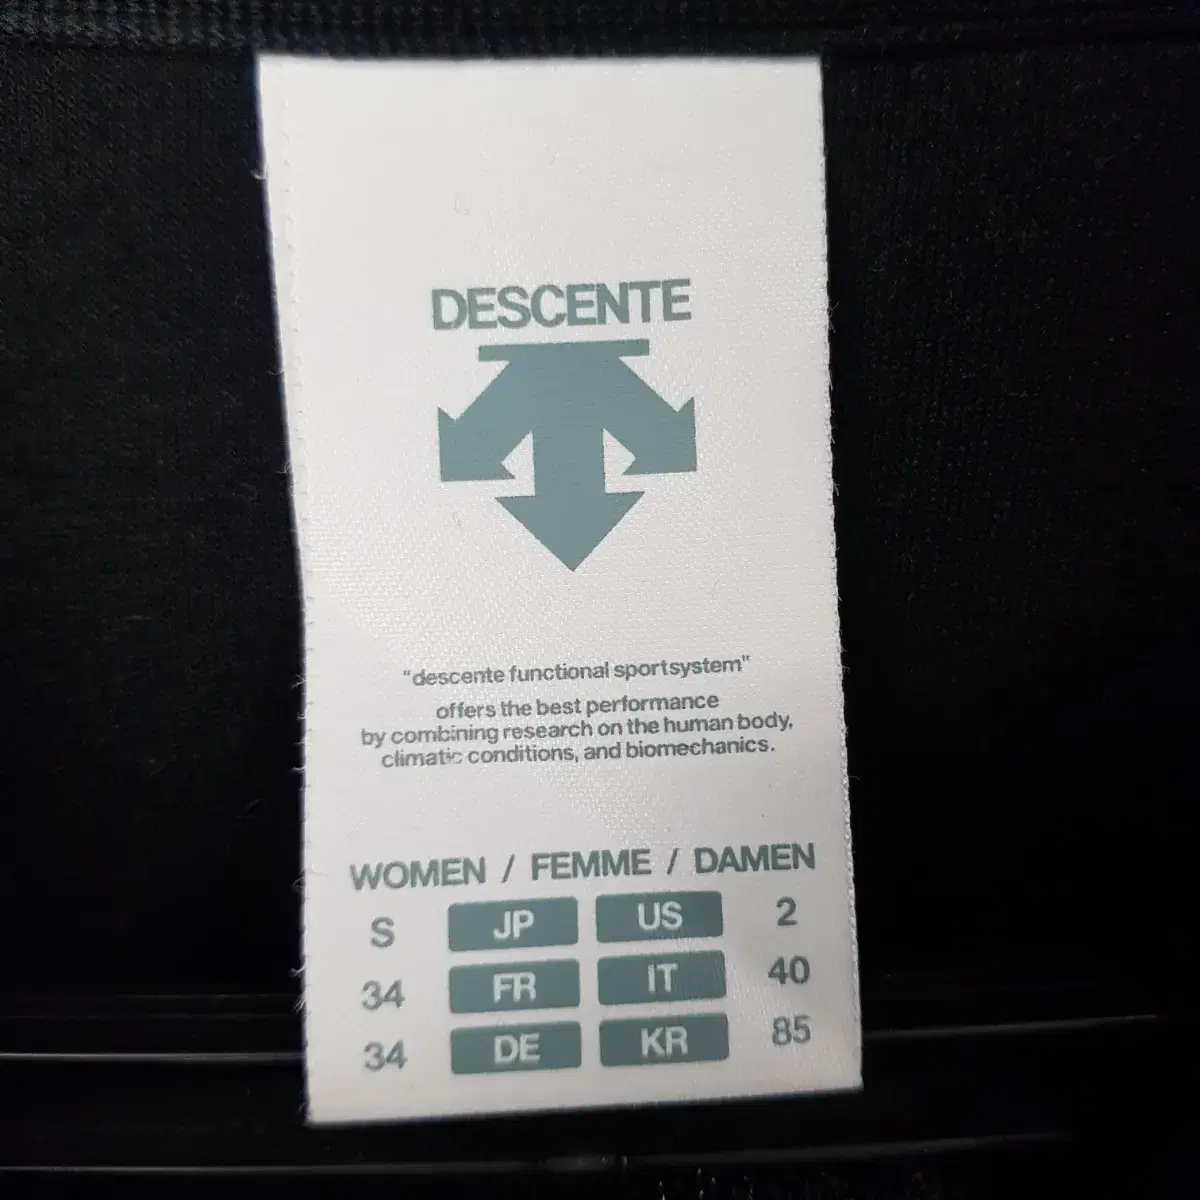 DESCENTE
"descente functional sportsystem"
offers the best performance
by combining research on the human body,
climatic conditions, and biomechanics.
WOMEN / FEMME / DAMEN
S JP US 2
34 FR IT 40
34 DE KR 85